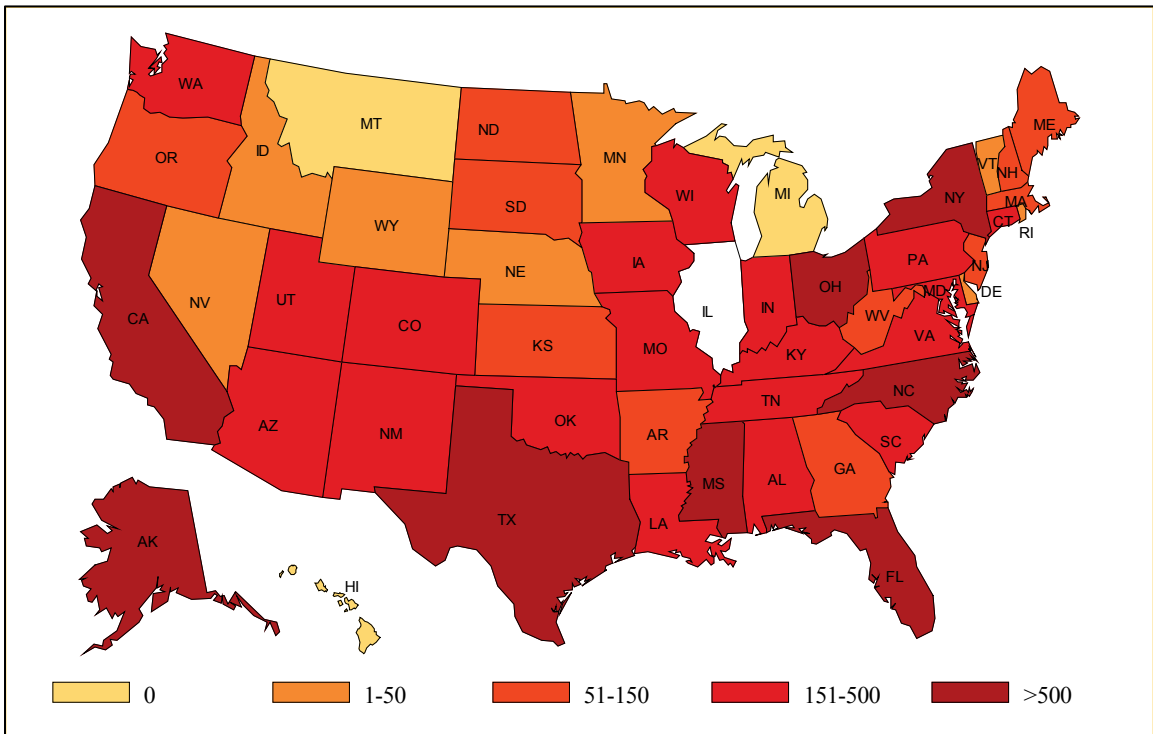 WA
MT
ND
ME
OR
ID
MN
VT
NH
WI
MI
NY
MA
SD
WY
CT
RI
IA
PA
NJ
NE
NV
UT
OH
MD
DE
CA
CO
IL
IN
WV
VA
KS
MO
KY
NC
AZ
NM
OK
TN
AR
SC
MS
AL
GA
TX
LA
AK
FL
HI
0
1-50
51-150
151-500
>500